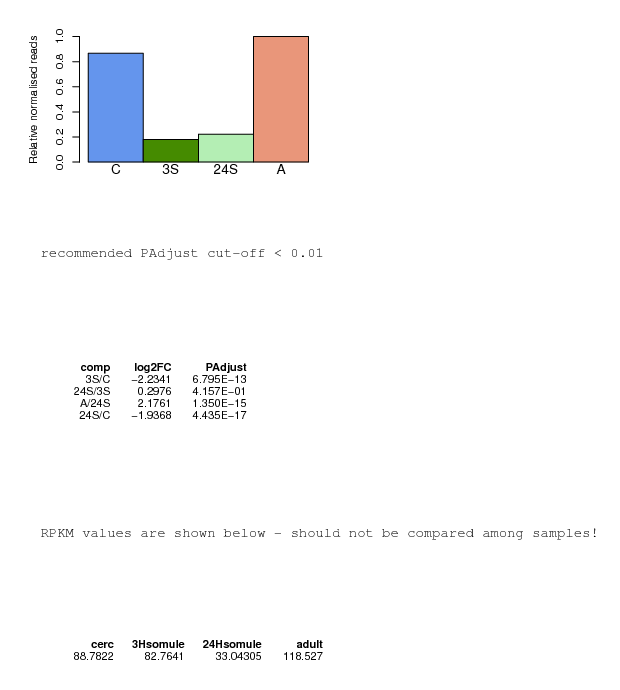 Relative normalised reads
1.0
0.8
0.6
0.4
0.2
0.0
C 3S 24S A
recommended PAdjust cut-off < 0.01
comp log2FC PAdjust
3S/C −2.2341 6.795E−13
24S/3S 0.2976 4.157E−01
A/24S 2.1761 1.350E−15
24S/C −1.9368 4.435E−17
RPKM values are shown below - should not be compared among samples!
cerc 3Hsomule 24Hsomule adult
88.7822 82.7641 33.04305 118.527